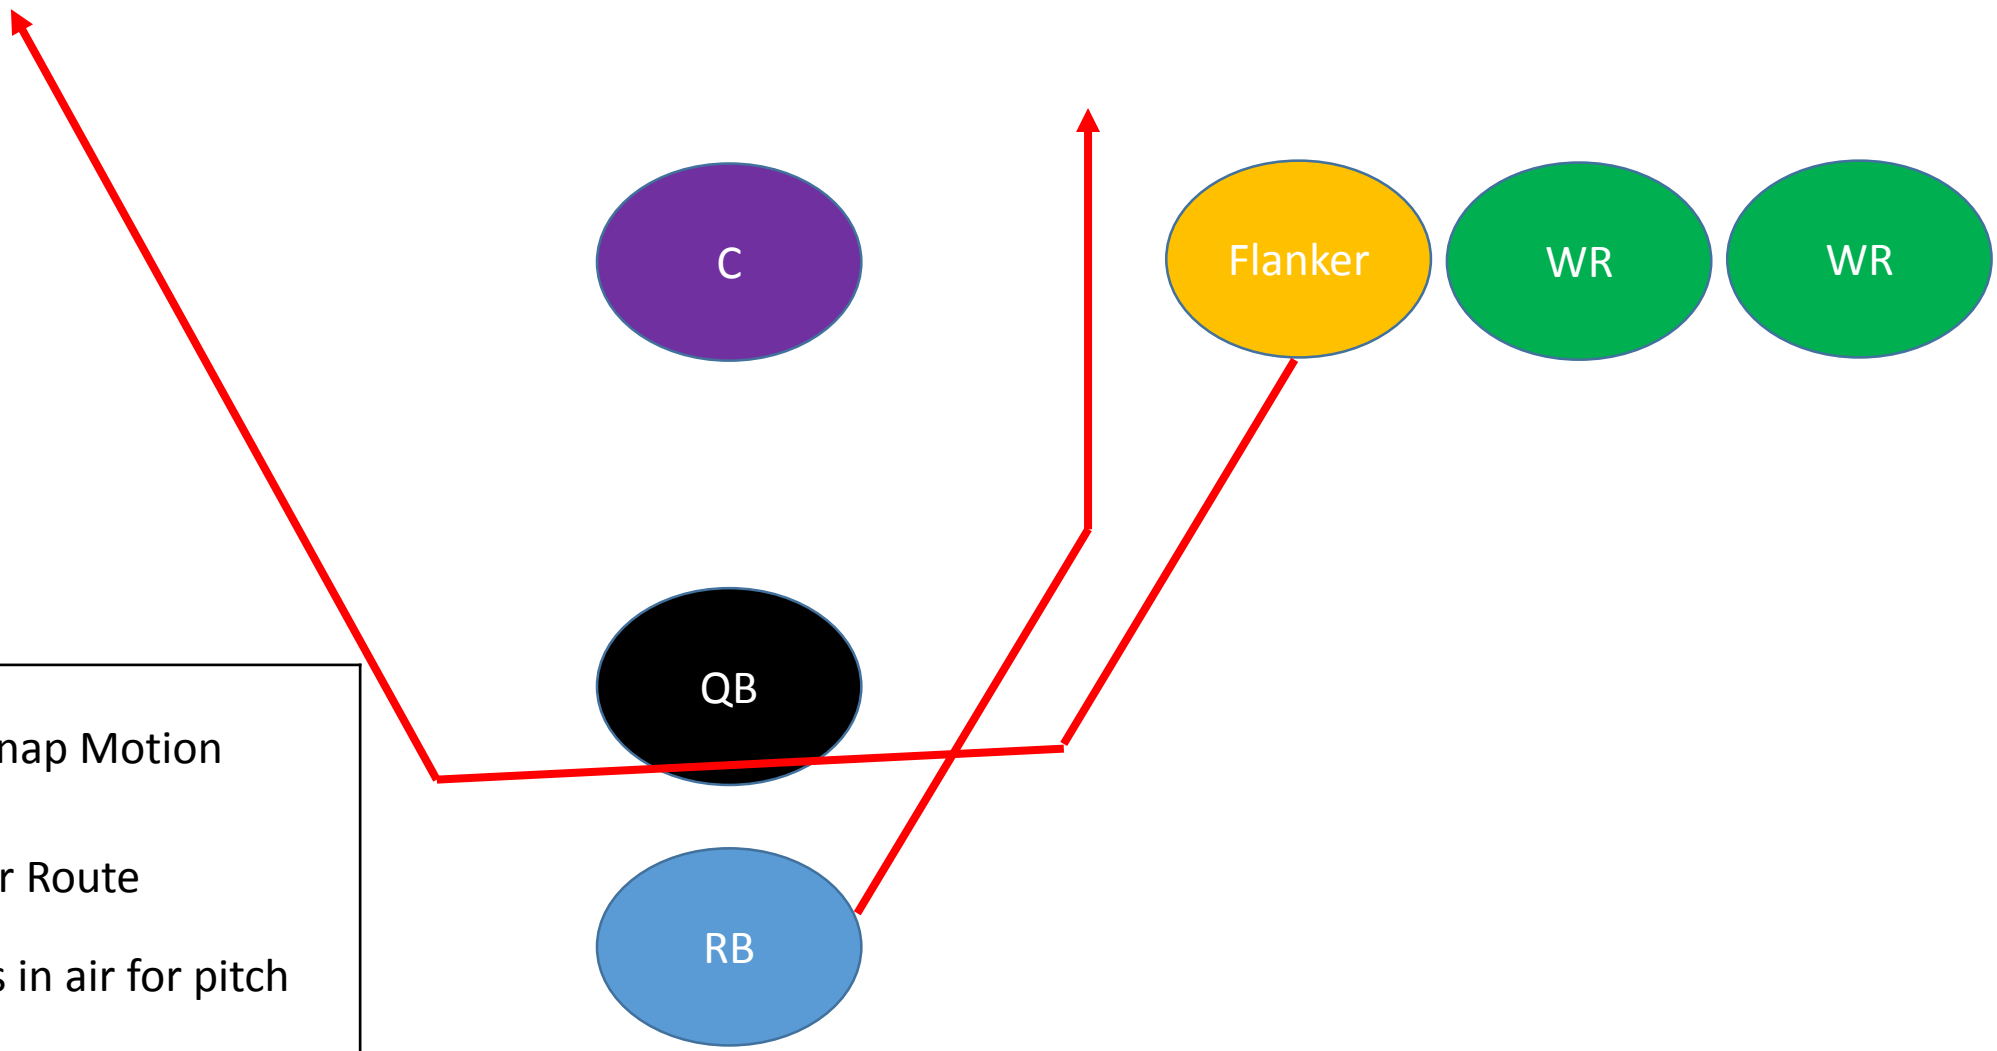 C
Flanker
WR
WR
QB
nap Motion
r Route
RB
s in air for pitch